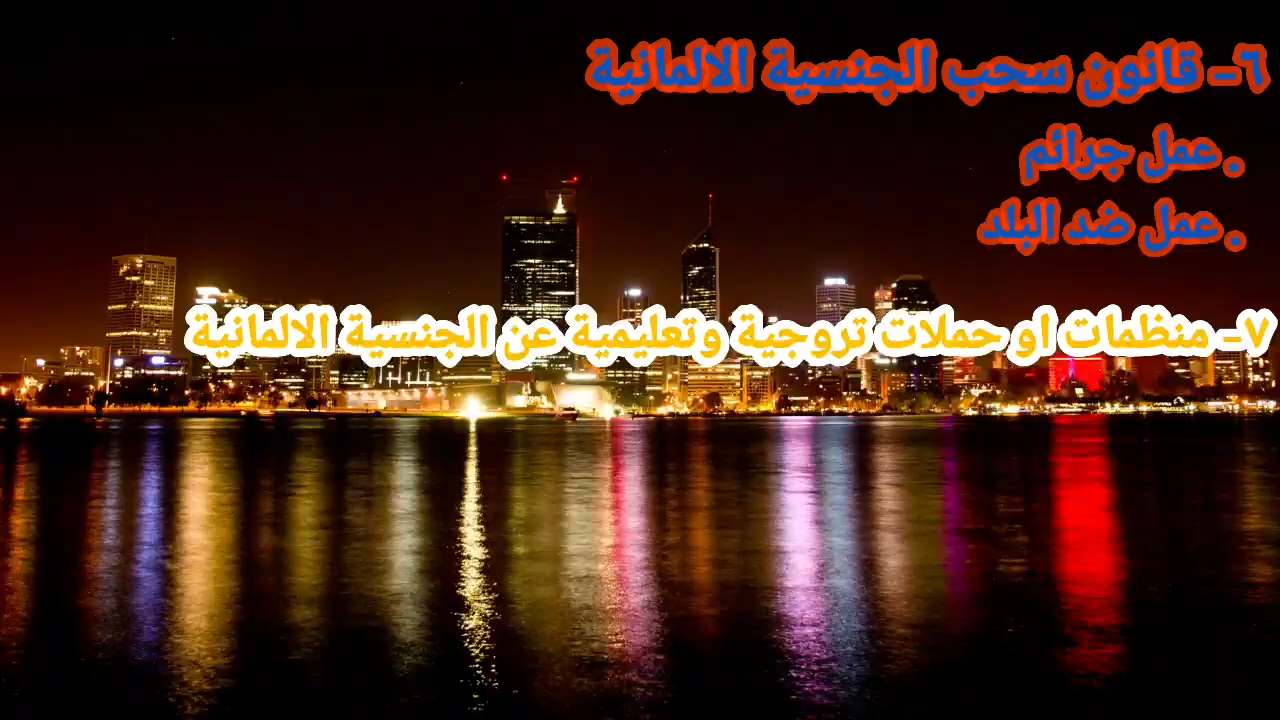 ٦- قانون سحب الجنسية الالمانية
. عمل جرائم
. عمل ضد البلد
٧- منظمات او حملات تروجية وتعليمية عن الجنسية الالمانية